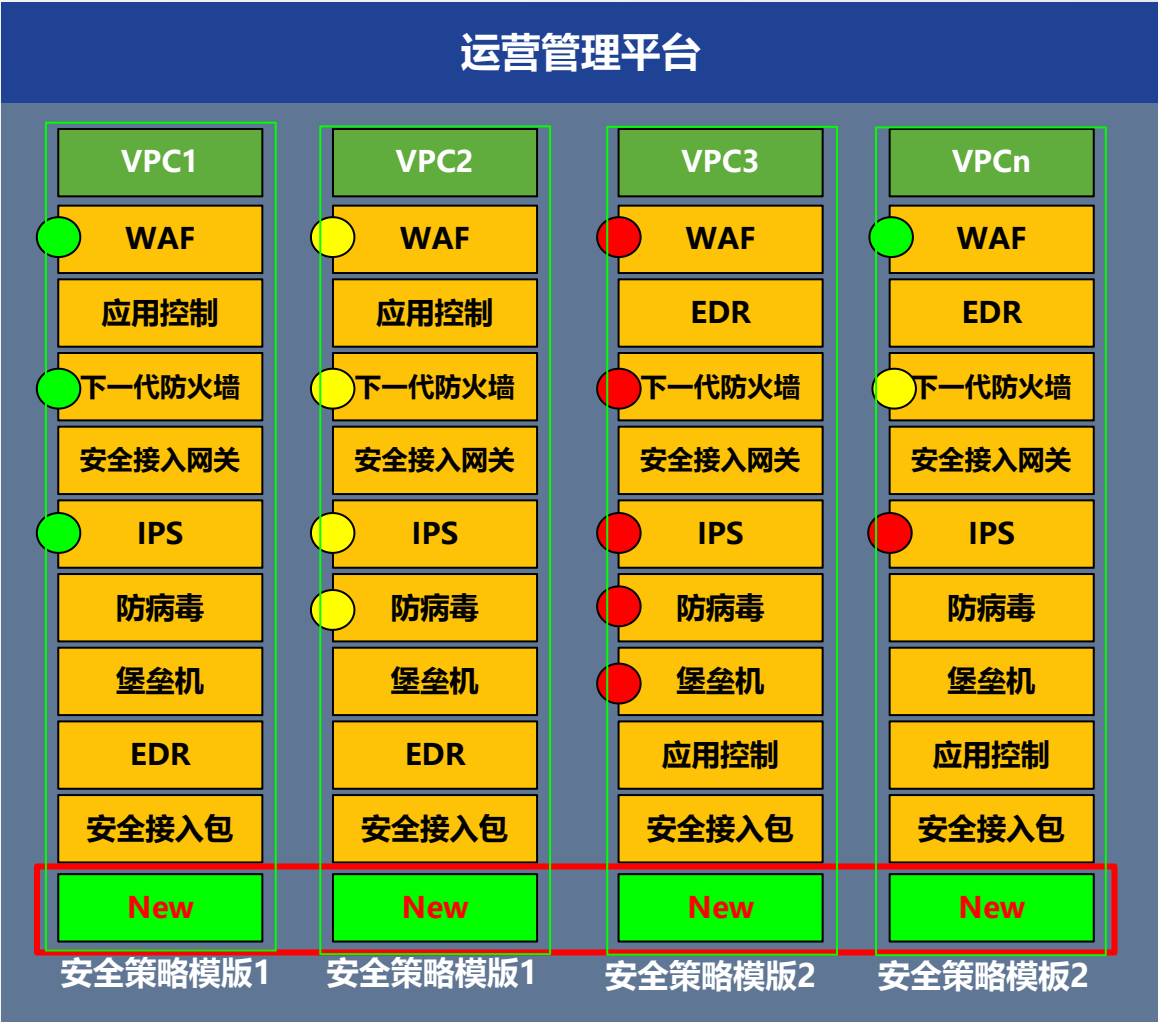 运营管理平台
VPC1
VPC2
VPC3
VPCn
WAF
WAF
WAF
WAF
应用控制
应用控制
EDR
EDR
下一代防火墙
下一代防火墙
下一代防火墙
下一代防火墙
安全接入网关
安全接入网关
安全接入网关
安全接入网关
IPS
IPS
IPS
IPS
防病毒
防病毒
防病毒
防病毒
堡垒机
堡垒机
堡垒机
堡垒机
EDR
EDR
应用控制
应用控制
安全接入包
安全接入包
安全接入包
安全接入包
New
New
New
New
安全策略模版1
安全策略模版1
安全策略模版2
安全策略模板2